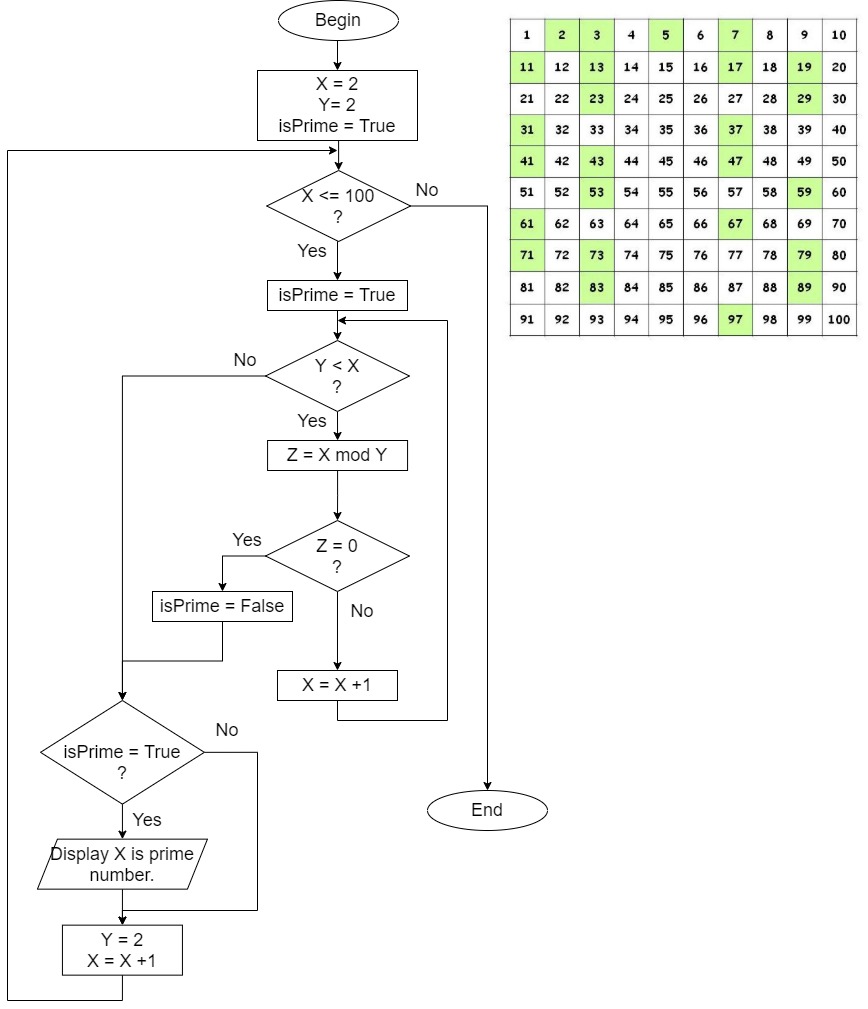 Begin
X = 2
Y= 2
isPrime = True
X <= 100
?
No
Yes
isPrime = True
No
Y < X
?
Yes
Z = X mod Y
Yes
Z = 0
?
isPrime = False
No
X = X +1
isPrime = True
?
No
Yes
Display X is prime
number.
Y = 2
X = X +1
End
1 2 3 4 5 6 7 8 9 10
11 12 13 14 15 16 17 18 19 20
21 22 23 24 25 26 27 28 29 30
31 32 33 34 35 36 37 38 39 40
41 42 43 44 45 46 47 48 49 50
51 52 53 54 55 56 57 58 59 60
61 62 63 64 65 66 67 68 69 70
71 72 73 74 75 76 77 78 79 80
81 82 83 84 85 86 87 88 89 90
91 92 93 94 95 96 97 98 99 100